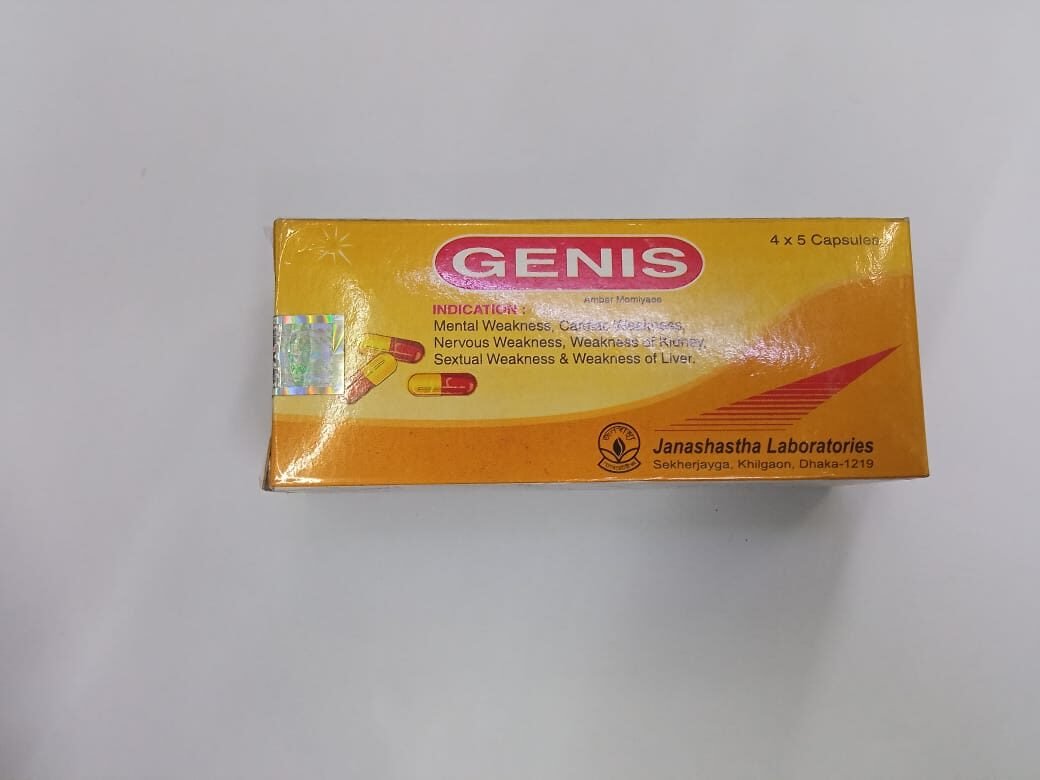 GENIS
4 x 5 Capsules
Amber Momiyaee
INDICATION :
Mental Weakness, Cardiac Weakness,
Nervous Weakness, Weakness of Kidney,
Sextual Weakness & Weakness of Liver.
জনস্বাস্থ্য
Janashastha Laboratories
Sekherjayga, Khilgaon, Dhaka-1219